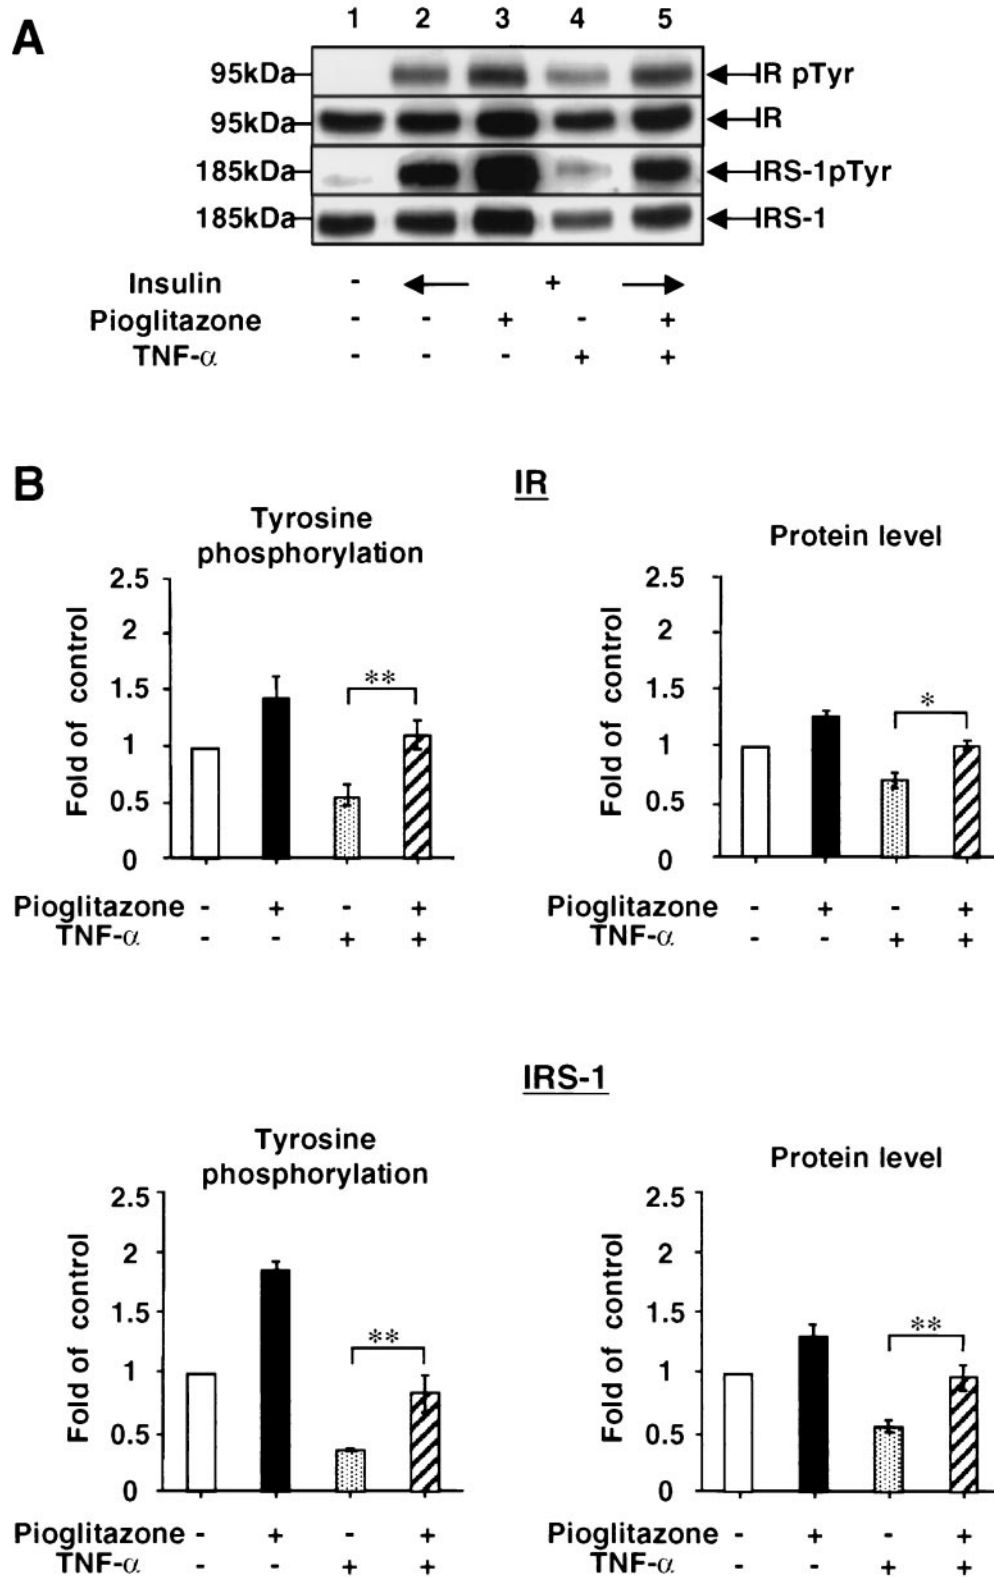 A
1 2 3 4 5
95kDa IR pTyr
95kDa IR
185kDa IRS-1pTyr
185kDa IRS-1
Insulin - +
Pioglitazone - - + - +
TNF-α - - - + +
B
IR
Tyrosine
phosphorylation
Fold of control
2.5
2
1.5
1
0.5
0
**
Pioglitazone - + - +
TNF-α - - + +
Protein level
Fold of control
2.5
2
1.5
1
0.5
0
*
Pioglitazone - + - +
TNF-α - - + +
IRS-1
Tyrosine
phosphorylation
Fold of control
2.5
2
1.5
1
0.5
0
**
Pioglitazone - + - +
TNF-α - - + +
Protein level
Fold of control
2.5
2
1.5
1
0.5
0
**
Pioglitazone - + - +
TNF-α - - + +